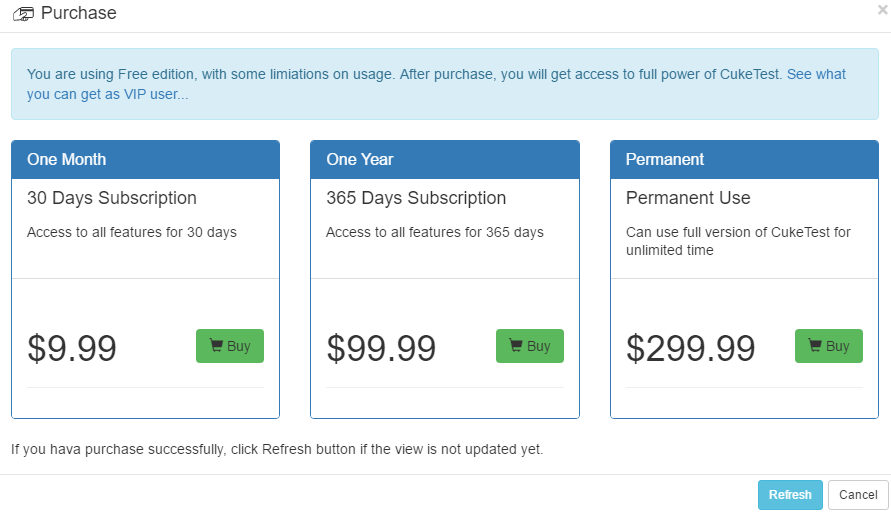 Purchase
×
You are using Free edition, with some limiations on usage. After purchase, you will get access to full power of CukeTest. See what
you can get as VIP user...
One Month
30 Days Subscription
Access to all features for 30 days
$9.99
Buy
One Year
365 Days Subscription
Access to all features for 365 days
$99.99
Buy
Permanent
Permanent Use
Can use full version of CukeTest for
unlimited time
$299.99
Buy
If you hava purchase successfully, click Refresh button if the view is not updated yet.
Refresh
Cancel